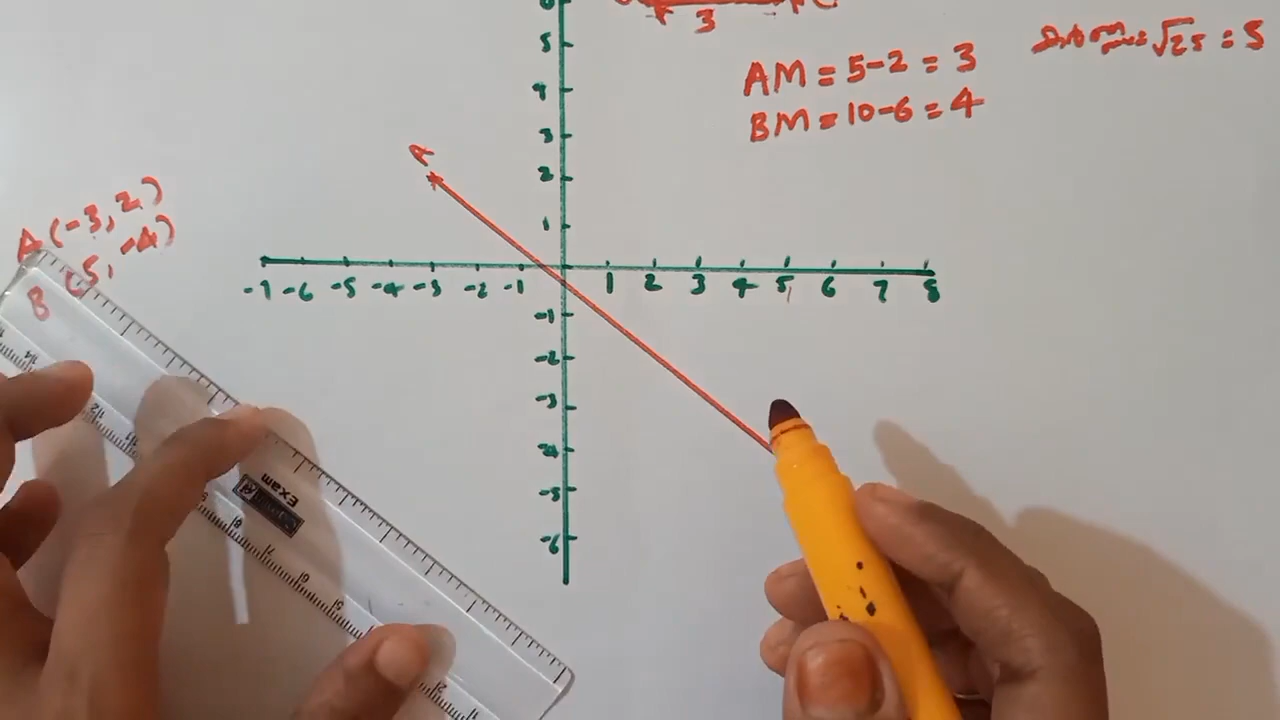 6
3
AM = 5-2 = 3
BM = 10-6 = 4
√25 = 5
5
4
3
2
1
A
A (-3, 2)
B (5, -4)
-7 -6 -5 -4 -3 -2 -1 1 2 3 4 5 6 7 8
-1
-2
-3
-4
-5
-6
Exam